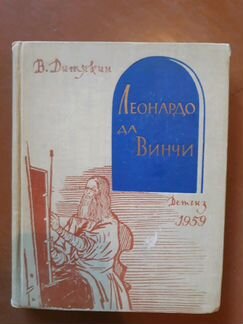 В. Дитякин
Леонардо
да
Винчи
Детгиз
1959